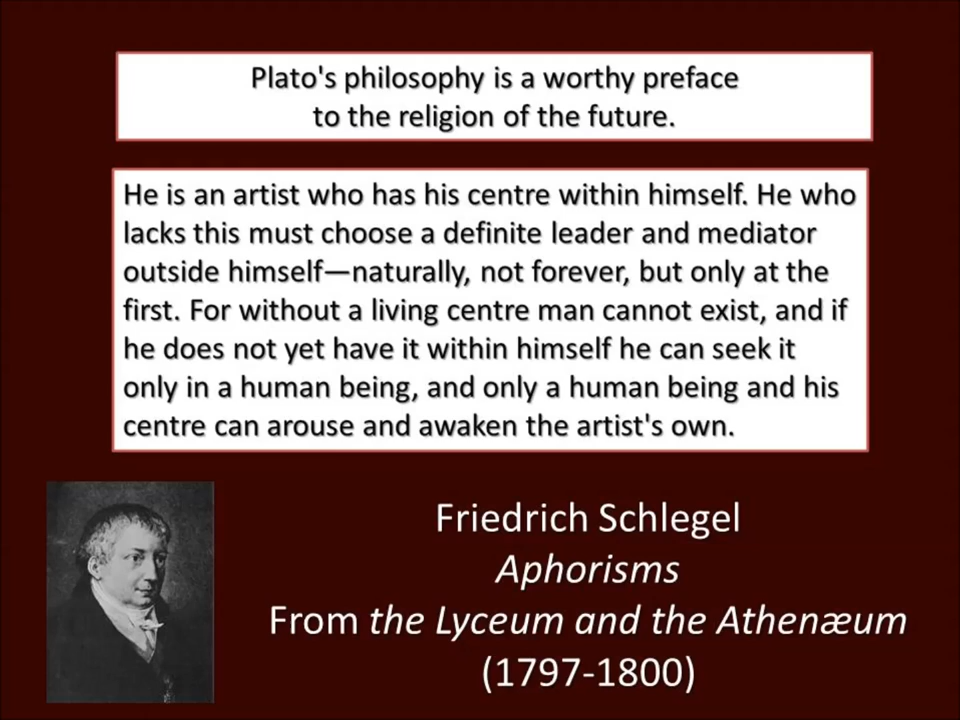 Plato's philosophy is a worthy preface
to the religion of the future.
He is an artist who has his centre within himself. He who
lacks this must choose a definite leader and mediator
outside himself—naturally, not forever, but only at the
first. For without a living centre man cannot exist, and if
he does not yet have it within himself he can seek it
only in a human being, and only a human being and his
centre can arouse and awaken the artist's own.
Friedrich Schlegel
Aphorisms
From the Lyceum and the Athenæum
(1797-1800)